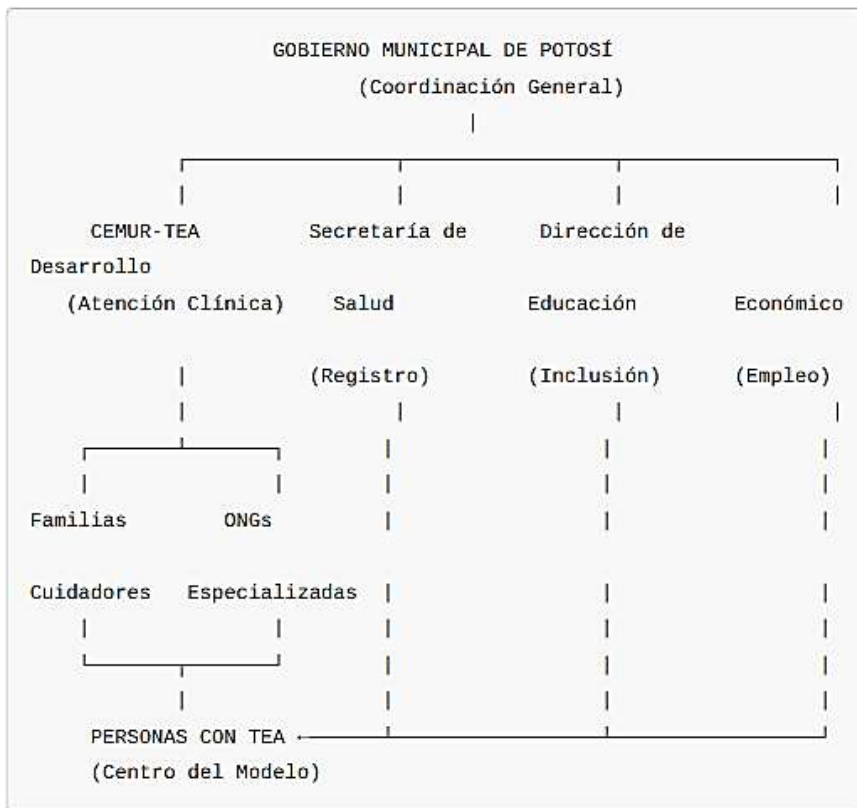 GOBIERNO MUNICIPAL DE POTOSÍ
(Coordinación General)
CEMUR-TEA Secretaría de Dirección de
Desarrollo
(Atención Clínica) Salud Educación Económico
(Registro) (Inclusión) (Empleo)
Familias ONGs
Cuidadores Especializadas
PERSONAS CON TEA
(Centro del Modelo)